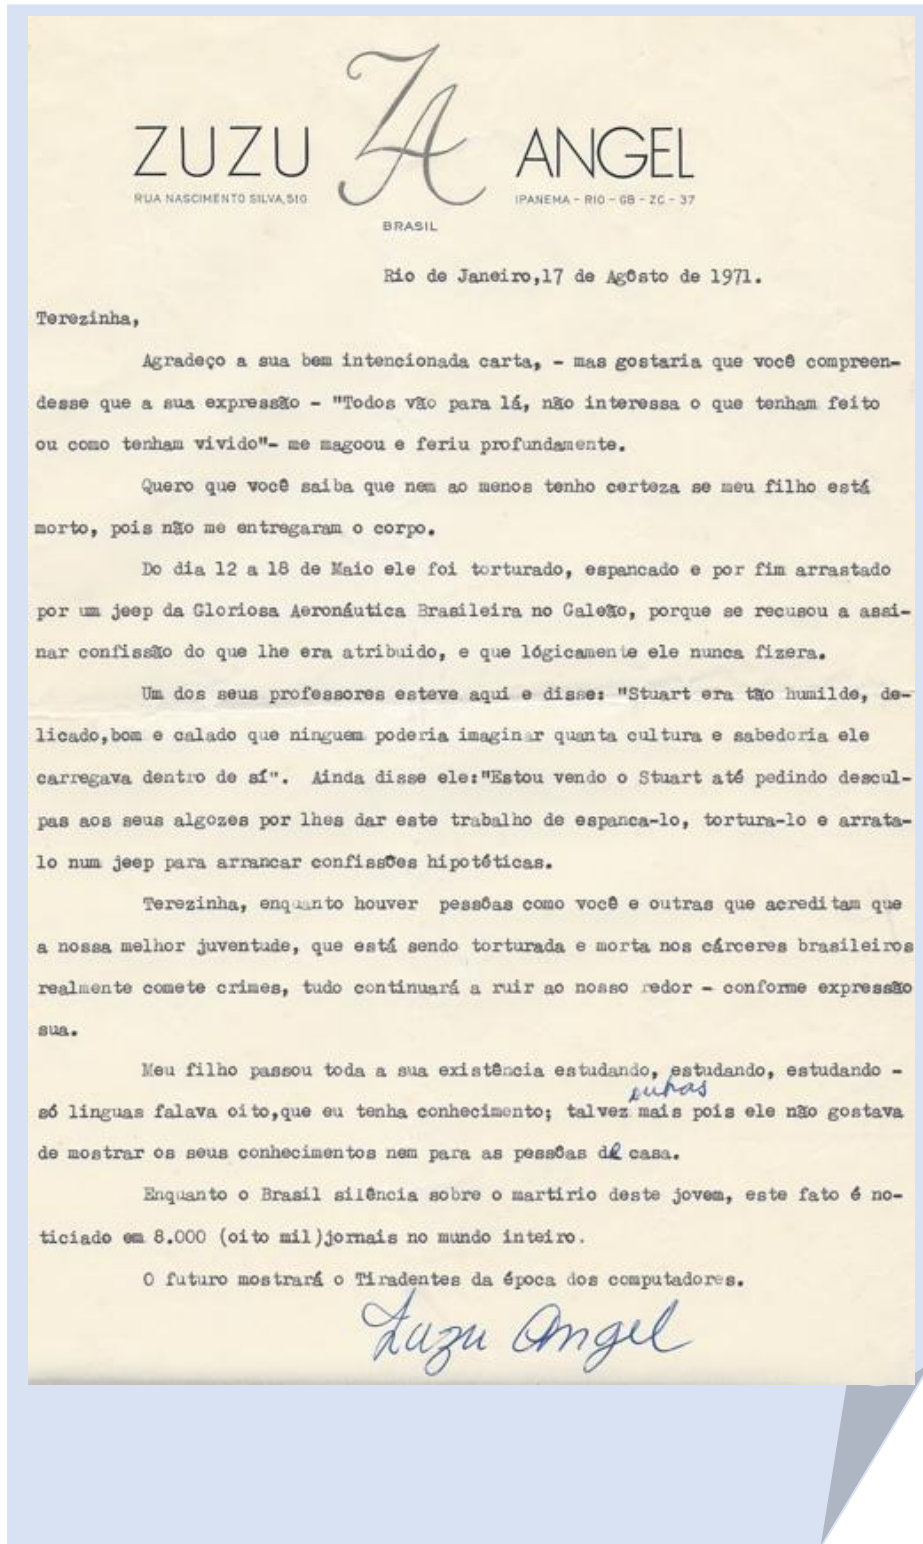 ZUZU ZA ANGEL
RUA NASCIMENTO SILVA, 510 IPANEMA - RIO - GB - ZC - 37
BRASIL
Rio de Janeiro,17 de Agôsto de 1971.
Terezinha,
Agradeço a sua bem intencionada carta, - mas gostaria que você compreen-
desse que a sua expressão - "Todos vão para lá, não interessa o que tenham feito
ou como tenham vivido"- me magoou e feriu profundamente.
Quero que você saiba que nem ao menos tenho certeza se meu filho está
morto, pois não me entregaram o corpo.
Do dia 12 a 18 de Maio ele foi torturado, espancado e por fim arrastado
por um jeep da Gloriosa Aeronáutica Brasileira no Galeão, porque se recusou a assi-
nar confissão do que lhe era atribuido, e que lógicamente ele nunca fizera.
Um dos seus professores esteve aqui e disse: "Stuart era tão humilde, de-
licado,bom e calado que ninguem poderia imaginar quanta cultura e sabedoria ele
carregava dentro de sí". Ainda disse ele:"Estou vendo o Stuart até pedindo descul-
pas aos seus algozes por lhes dar este trabalho de espanca-lo, tortura-lo e arrata-
lo num jeep para arrancar confissões hipotéticas.
Terezinha, enquanto houver pessôas como você e outras que acreditam que
a nossa melhor juventude, que está sendo torturada e morta nos cárceres brasileiros
realmente comete crimes, tudo continuará a ruir ao nosso redor - conforme expressão
sua.
Meu filho passou toda a sua existência estudando, estudando, estudando -
outras
só linguas falava oito,que eu tenha conhecimento; talvez mais pois ele não gostava
de mostrar os seus conhecimentos nem para as pessôas de casa.
Enquanto o Brasil silência sobre o martirio deste jovem, este fato é no-
ticiado em 8.000 (oito mil)jornais no mundo inteiro.
O futuro mostrará o Tiradentes da época dos computadores.
Zuzu Angel